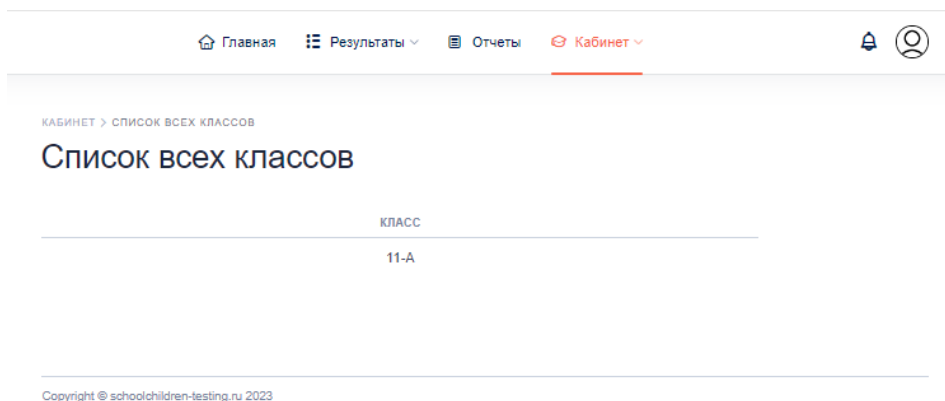 Главная Результаты Отчеты Кабинет
КАБИНЕТ > СПИСОК ВСЕХ КЛАССОВ
Список всех классов
КЛАСС
11-А
Copyright © schoolchildren-testing.ru 2023